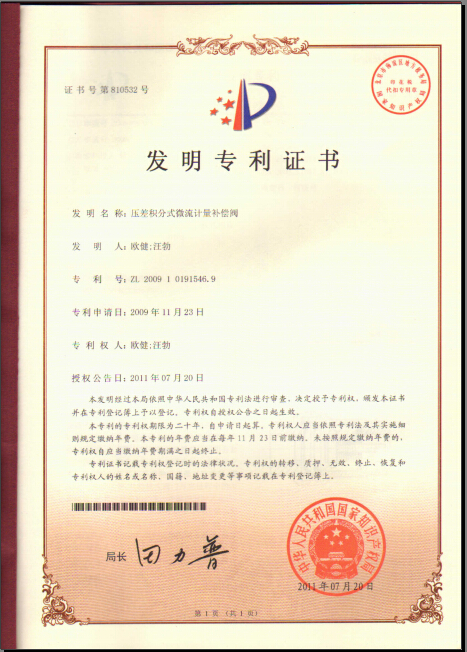 证书号第810532号
印花税
代扣专用章
国家知识产权局
发明专利证书
发明名称：压差积分式微流计量补偿阀
发明人：欧健;汪勃
专利号：ZL 2009 1 0191546.9
专利申请日：2009年11月23日
专利权人：欧健;汪勃
授权公告日：2011年07月20日
本发明经过本局依照中华人民共和国专利法进行审查，决定授予专利权，颁发本证书
并在专利登记簿上予以登记。专利权自授权公告之日起生效。
本专利的专利权期限为二十年，自申请日起算。专利权人应当依照专利法及其实施细
则规定缴纳年费。本专利的年费应当在每年11月23日前缴纳。未按照规定缴纳年费的，
专利权自应当缴纳年费期满之日起终止。
专利证书记载专利权登记时的法律状况。专利权的转移、质押、无效、终止、恢复和
专利权人的姓名或名称、国籍、地址变更等事项记载在专利登记簿上。
局长 田力普
中华人民共和国国家知识产权局
2011年07月20日
第1页（共1页）